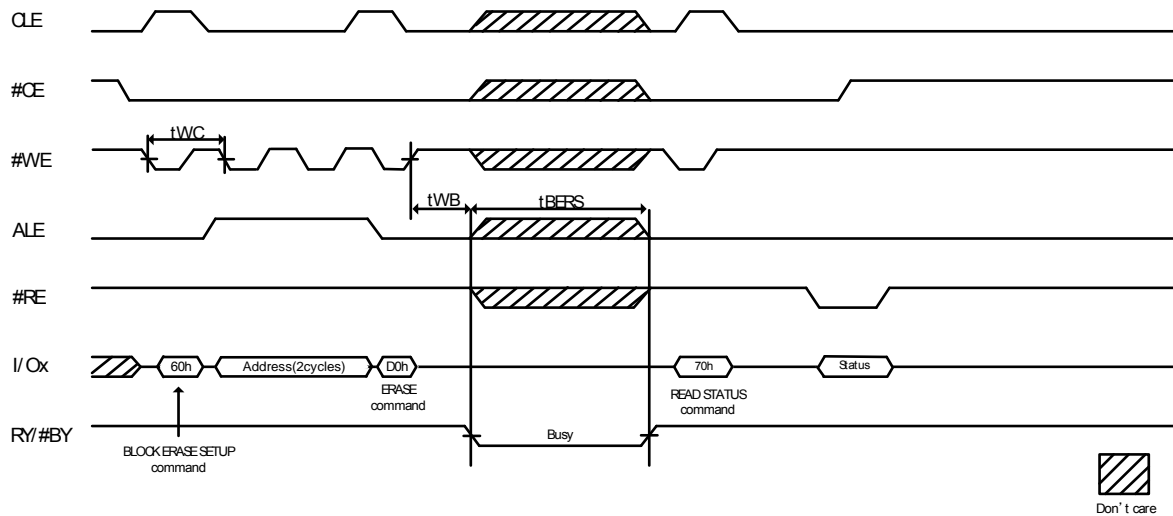 CLE
#CE
tWC
#WE
tWB
tBERS
ALE
#RE
I/Ox
60h
Address(2cycles)
D0h
70h
Status
ERASE
command
READ STATUS
command
RY/#BY
Busy
BLOCK ERASE SETUP
command
Don't care